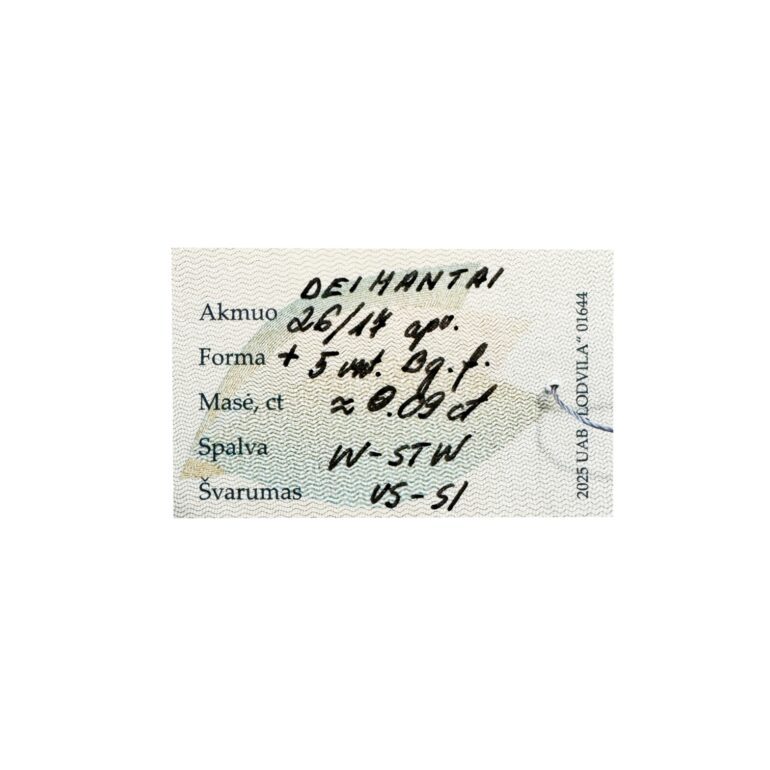 DEIMANTAI
Akmuo 26/17 apv.
Forma + 5 vnt. Bg. f.
Masė, ct ≈ 0.09 ct
Spalva W-STW
Švarumas VS-SI
2025 UAB „LODVILA“ 01644